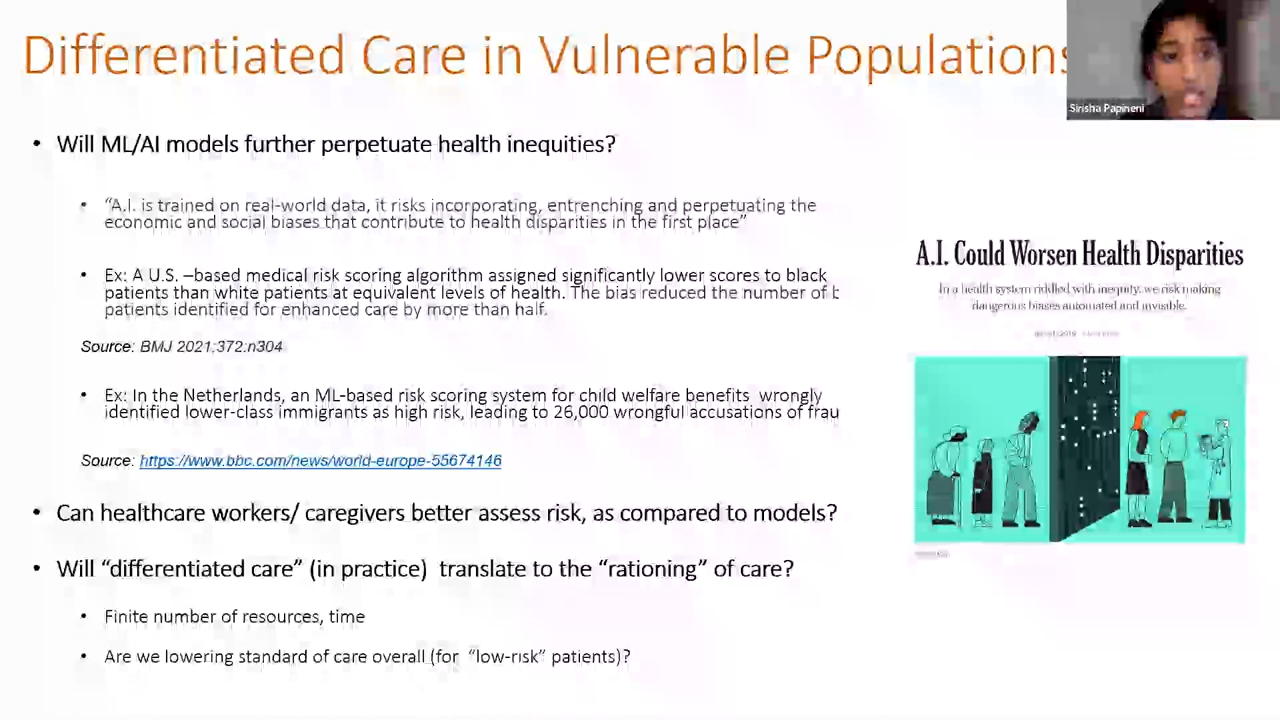 Differentiated Care in Vulnerable Populations
Sirisha Papineni
• Will ML/AI models further perpetuate health inequities?
• “A.I. is trained on real-world data, it risks incorporating, entrenching and perpetuating the
economic and social biases that contribute to health disparities in the first place”
• Ex: A U.S. –based medical risk scoring algorithm assigned significantly lower scores to black
patients than white patients at equivalent levels of health. The bias reduced the number of b
patients identified for enhanced care by more than half.
Source: BMJ 2021;372:n304
• Ex: In the Netherlands, an ML-based risk scoring system for child welfare benefits wrongly
identified lower-class immigrants as high risk, leading to 26,000 wrongful accusations of frau
Source: https://www.bbc.com/news/world-europe-55674146
• Can healthcare workers/ caregivers better assess risk, as compared to models?
• Will “differentiated care” (in practice) translate to the “rationing” of care?
• Finite number of resources, time
• Are we lowering standard of care overall (for “low-risk” patients)?
A.I. Could Worsen Health Disparities
In a health system riddled with inequity, we risk making
dangerous biases automated and invisible.